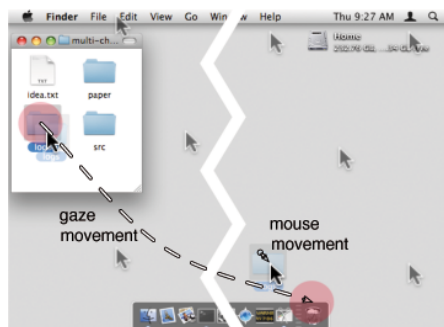 Finder File Edit View Go Window Help Thu 9:27 AM
multi-ch...
Home
idea.txt
paper
src
gaze
movement
mouse
movement